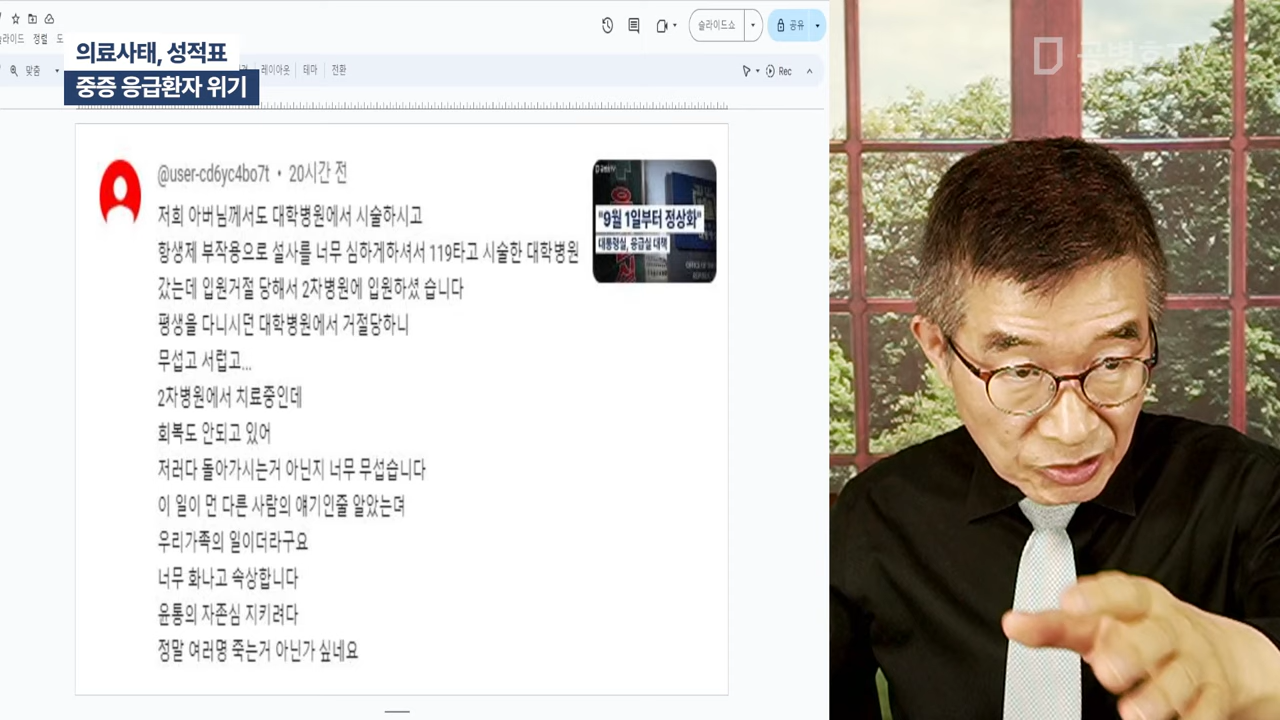 슬라이드쇼
공유
라이드 정렬 도
의료사태, 성적표
맞춤
레이아웃 테마 전환
Rec
중증 응급환자 위기
공병호TV
@user-cd6yc4bo7t • 20시간 전
저희 아버님께서도 대학병원에서 시술하시고
항생제 부작용으로 설사를 너무 심하게하셔서 119타고 시술한 대학병원
갔는데 입원거절 당해서 2차병원에 입원하셨 습니다
평생을 다니시던 대학병원에서 거절당하니
무섭고 서럽고...
2차병원에서 치료중인데
회복도 안되고 있어
저러다 돌아가시는거 아닌지 너무 무섭습니다
이 일이 먼 다른 사람의 얘기인줄 알았는뎌
우리가족의 일이더라구요
너무 화나고 속상합니다
윤통의 자존심 지키려다
정말 여러명 죽는거 아닌가 싶네요
"9월 1일부터 정상화"
대통령실, 응급실 대책